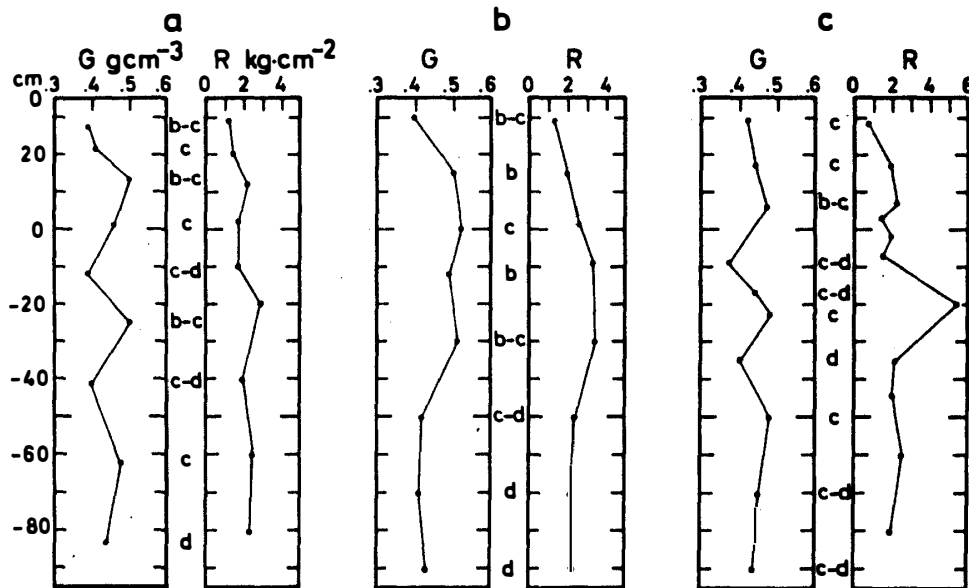 a b c
G gcm⁻³ R kg·cm⁻² G R G R
cm .3 .4 .5 .6 0 2 4 .3 .4 .5 .6 0 2 4 .3 .4 .5 .6 0 2 4 6
0
b-c b-c c
c
20
b-c b c
b-c
0 c c
c-d b c-d
c-d
-20
b-c c
b-c
d
-40 c-d
c-d c
-60 c
d c-d
-80
d
d c-d